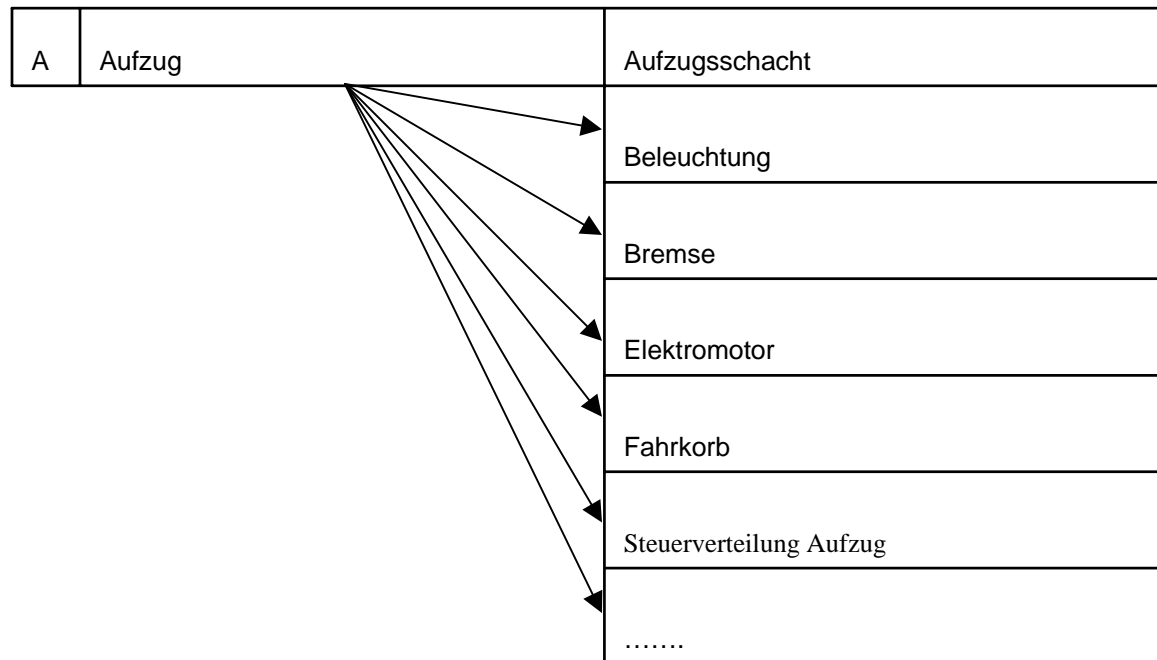 A Aufzug Aufzugsschacht
Beleuchtung
Bremse
Elektromotor
Fahrkorb
Steuerverteilung Aufzug
.......